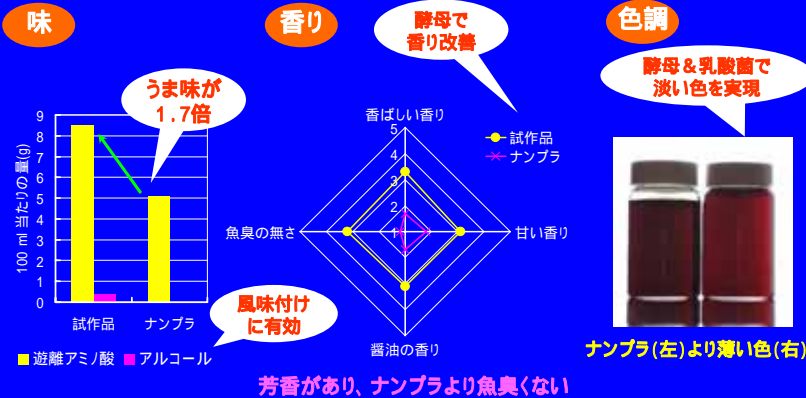 味
香り
色調
酵母で
香り改善
酵母&乳酸菌で
淡い色を実現
うま味が
1.7倍
100 ml 当たりの量(g)
9
8
7
6
5
4
3
2
1
0
試作品
ナンプラ
遊離アミノ酸
アルコール
風味付け
に有効
香ばしい香り
5
4
3
2
1
甘い香り
醤油の香り
魚臭の無さ
試作品
ナンプラ
ナンプラ(左)より薄い色(右)
芳香があり、ナンプラより魚臭くない